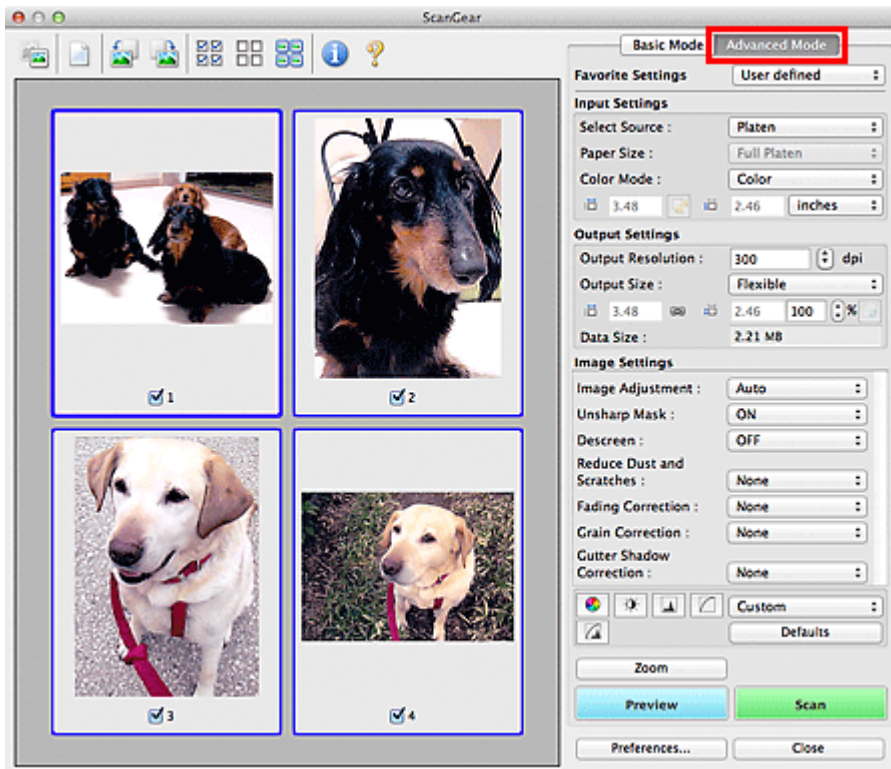 ScanGear
Basic Mode Advanced Mode
Favorite Settings User defined
Input Settings
Select Source : Platen
Paper Size : Full Platen
Color Mode : Color
3.48 2.46 inches
Output Settings
Output Resolution : 300 dpi
Output Size : Flexible
3.48 2.46 100 %
Data Size : 2.21 MB
Image Settings
Image Adjustment : Auto
Unsharp Mask : ON
Descreen : OFF
Reduce Dust and
Scratches : None
Fading Correction : None
Grain Correction : None
Gutter Shadow
Correction : None
Custom
Defaults
Zoom
Preview Scan
Preferences... Close
1
2
3
4